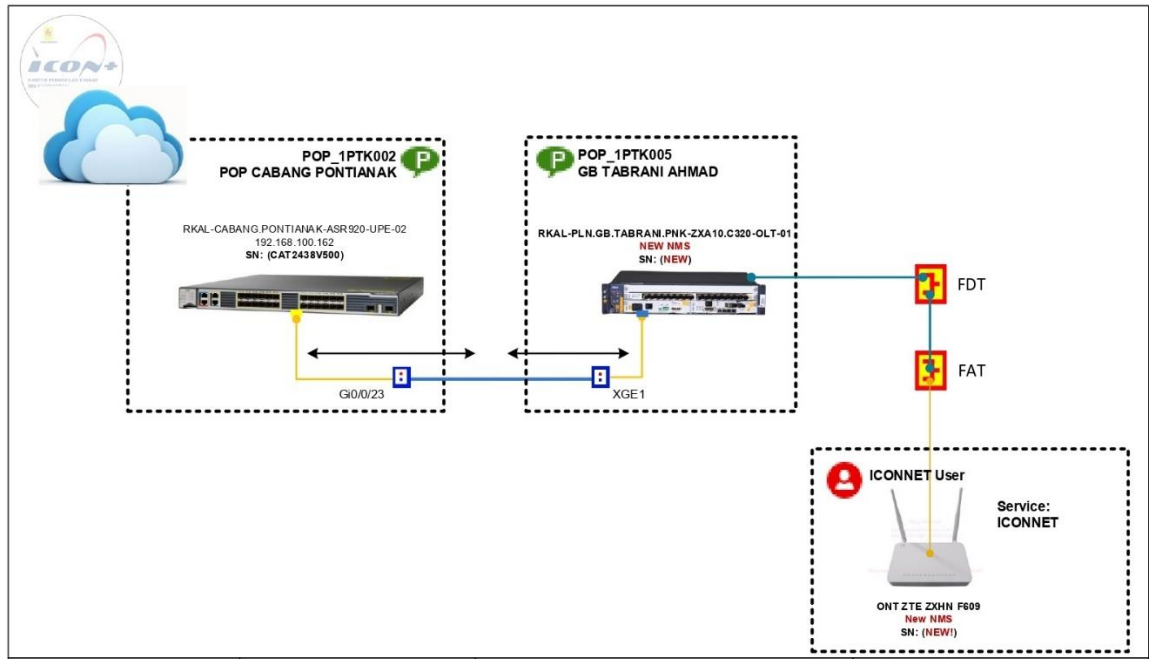 icon+
POP_1PTK002
POP CABANG PONTIANAK
RKAL-CABANG.PONTIANAK-ASR920-UPE-02
192.168.100.162
SN: (CAT2438V500)
Gi0/0/23
POP_1PTK005
GB TABRANI AHMAD
RKAL-PLN.GB.TABRANI.PNK-ZXA10.C320-OLT-01
NEW NMS
SN: (NEW)
XGE1
FDT
FAT
ICONNET User
Service:
ICONNET
ONT ZTE ZXHN F609
New NMS
SN: (NEW!)